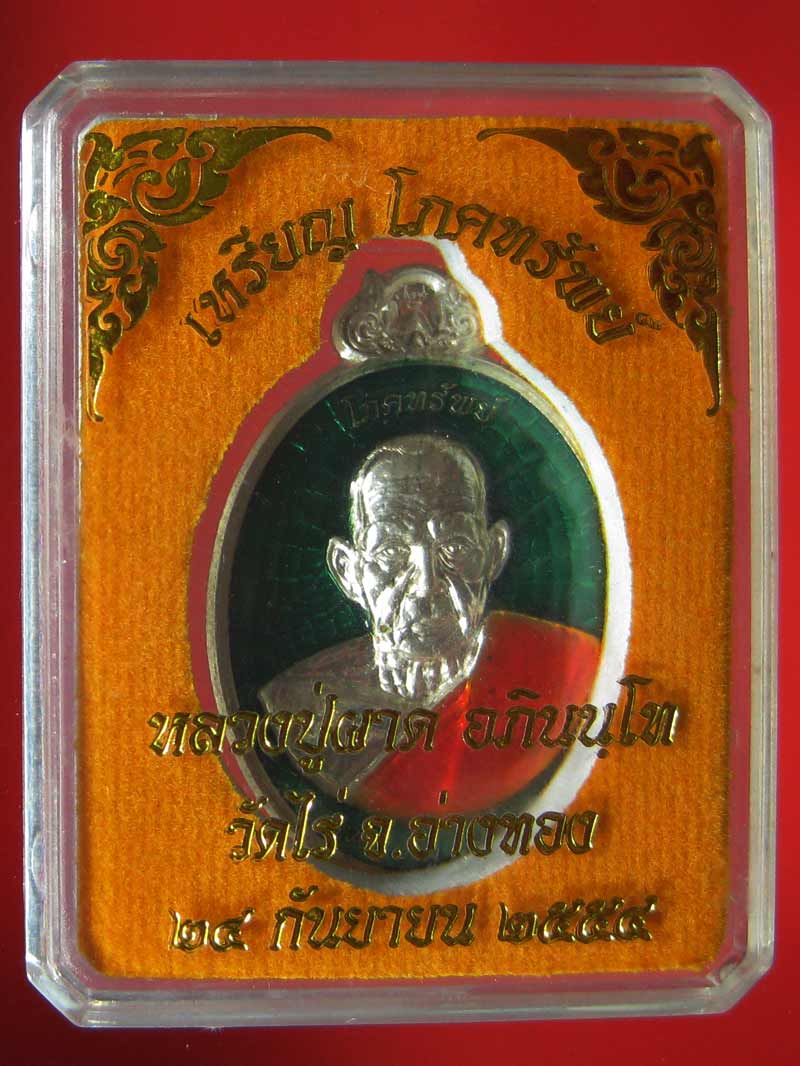 เหรียญ โภคทรัพย์
โภคทรัพย์
หลวงปู่ผาด อภินนฺโท
วัดไร่ จ.อ่างทอง
๒๔ กันยายน ๒๕๕๔